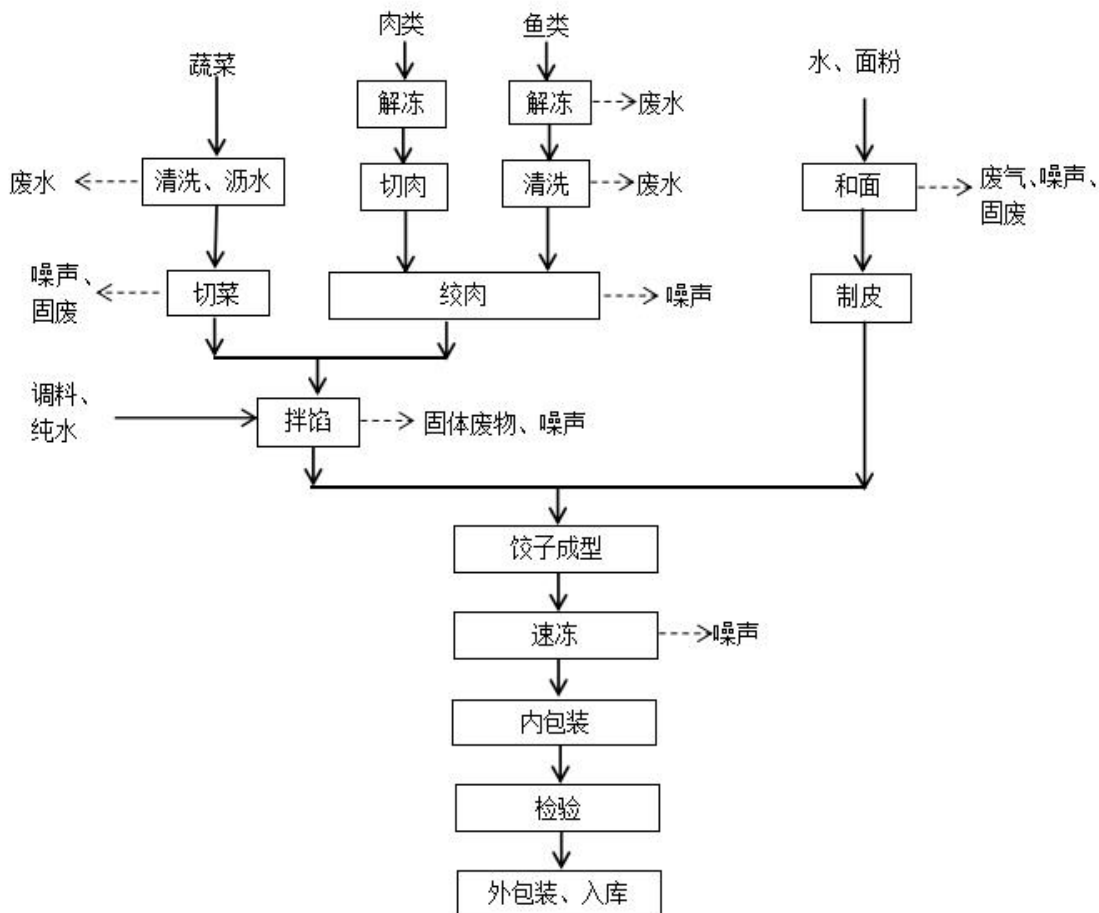 肉类
鱼类
蔬菜
水、面粉
解冻
解冻
废水
废水
清洗、沥水
切肉
清洗
废水
和面
废气、噪声、
固废
噪声、
固废
切菜
绞肉
噪声
制皮
调料、
纯水
拌馅
固体废物、噪声
饺子成型
速冻
噪声
内包装
检验
外包装、入库